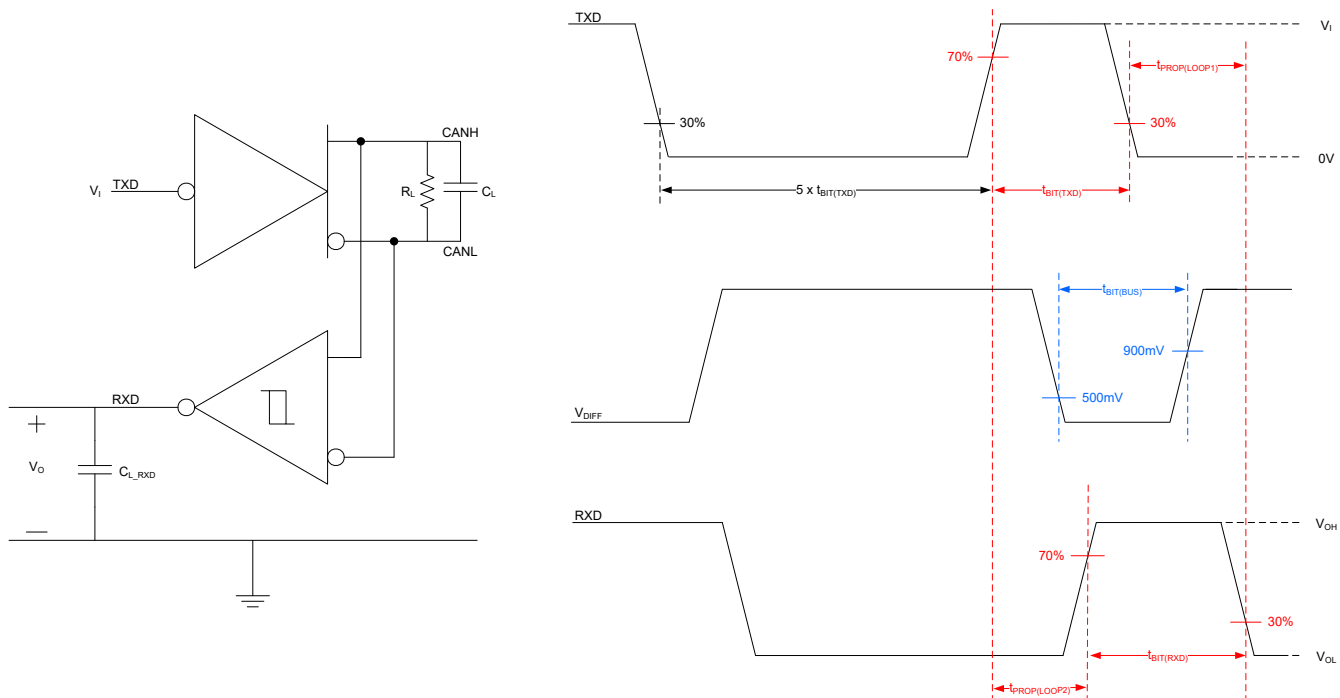 TXD
V_I
70%
t_PROP(LOOP1)
30%
30%
0V
5 x t_BIT(TXD)
t_BIT(TXD)
CANH
V_I
TXD
R_L
C_L
CANL
t_BIT(BUS)
900mV
500mV
V_DIFF
RXD
+
V_O
C_L_RXD
—
RXD
V_OH
70%
30%
t_BIT(RXD)
V_OL
t_PROP(LOOP2)